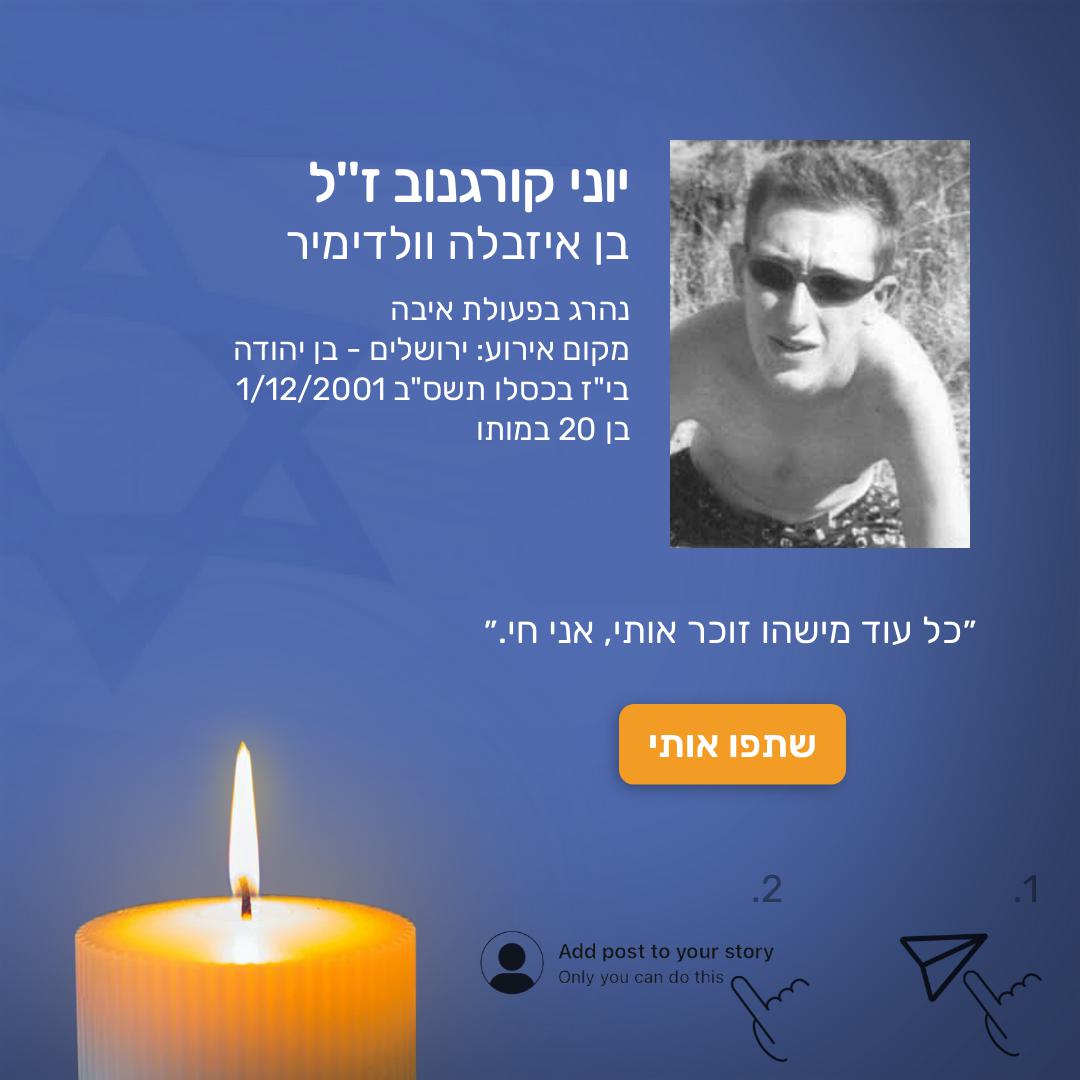 יוני קורגנוב ז"ל
בן איזבלה וולדימיר
נהרג בפעולת איבה
מקום אירוע: ירושלים - בן יהודה
בי"ז בכסלו תשס"ב 1/12/2001
בן 20 במותו
״כל עוד מישהו זוכר אותי, אני חי.״
שתפו אותי
1.
2.
Add post to your story
Only you can do this